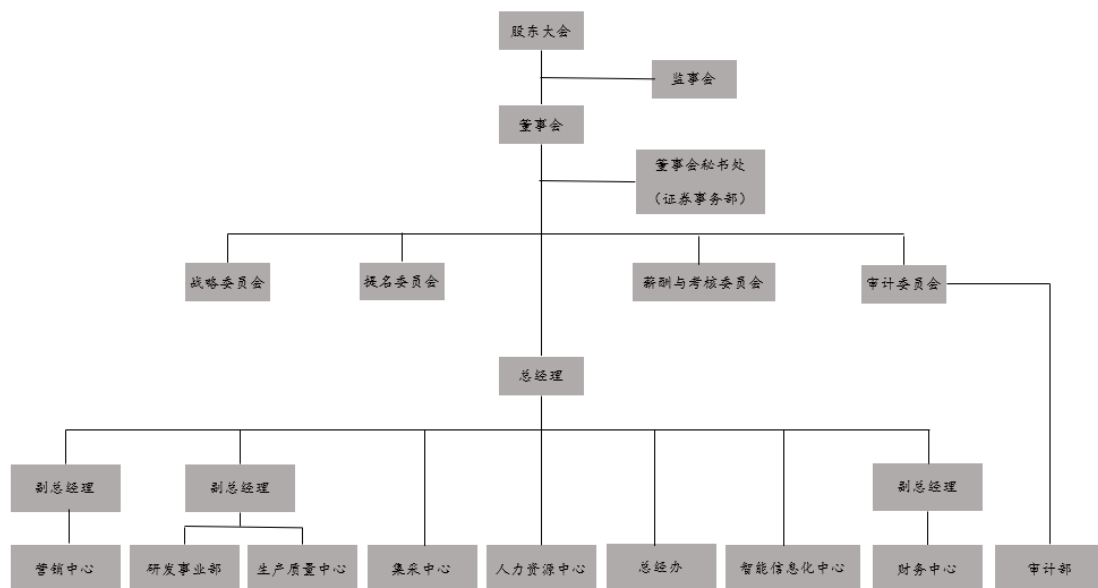 股东大会
监事会
董事会
董事会秘书处
（证券事务部）
战略委员会
提名委员会
薪酬与考核委员会
审计委员会
总经理
副总经理
副总经理
副总经理
营销中心
研发事业部
生产质量中心
集采中心
人力资源中心
总经办
智能信息化中心
财务中心
审计部